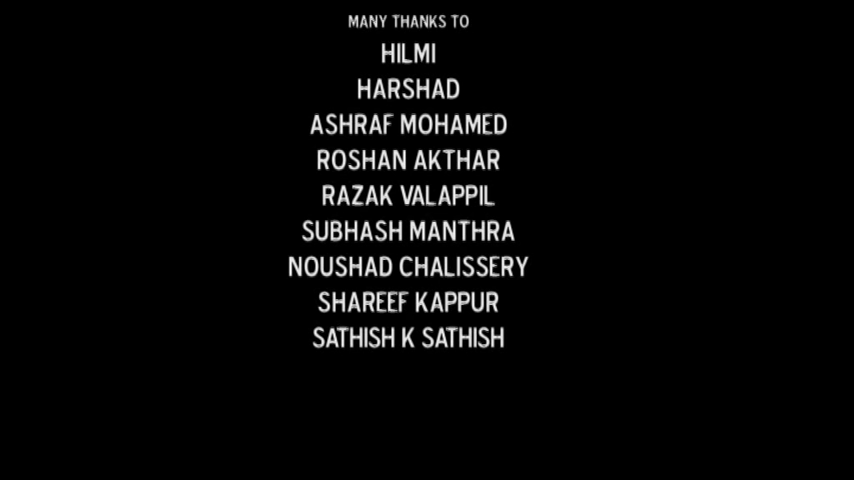 MANY THANKS TO
HILMI
HARSHAD
ASHRAF MOHAMED
ROSHAN AKTHAR
RAZAK VALAPPIL
SUBHASH MANTHRA
NOUSHAD CHALISSERY
SHAREEF KAPPUR
SATHISH K SATHISH